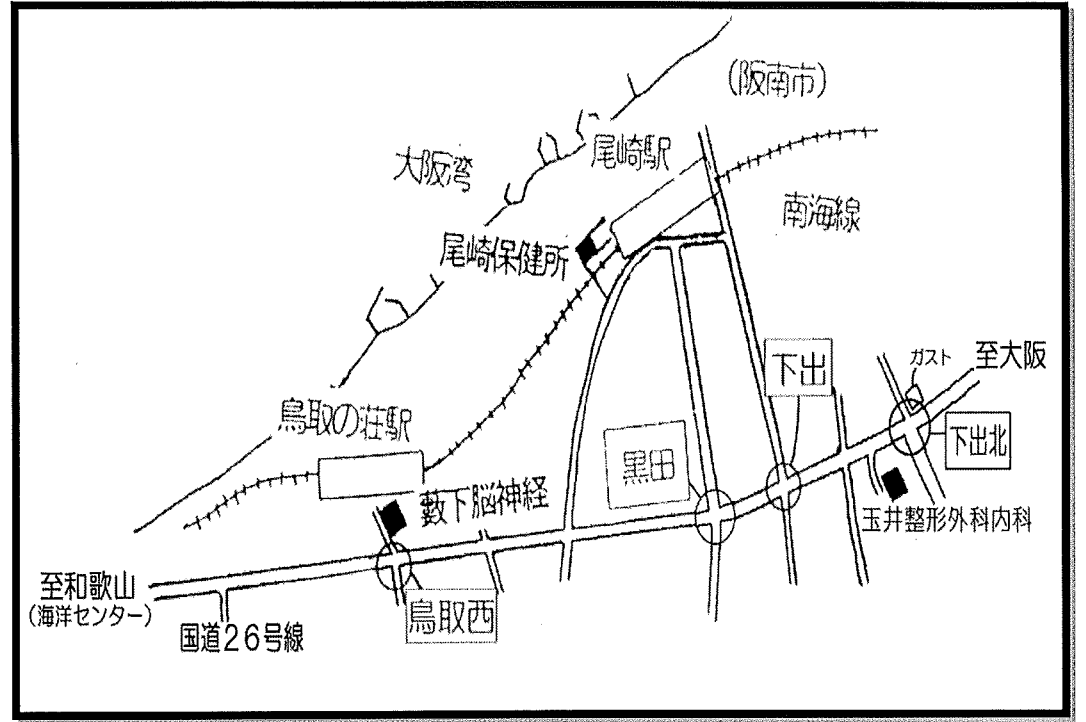 (阪南市)
尾崎駅
大阪湾
南海線
尾崎保健所
ガスト
至大阪
下出
鳥取の荘駅
黒田
下出北
藪下脳神経
玉井整形外科内科
至和歌山
(海洋センター)
鳥取西
国道26号線